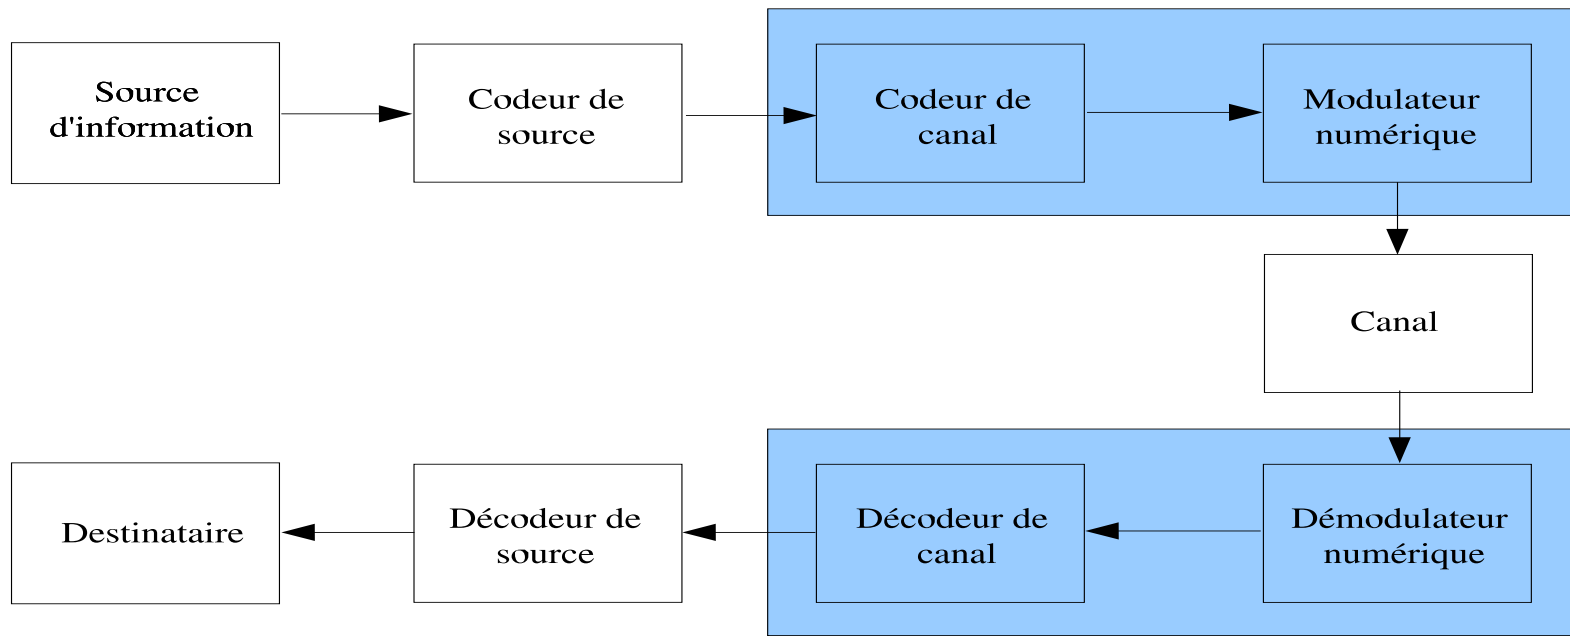 Source
d'information
Codeur de
source
Codeur de
canal
Modulateur
numérique
Canal
Destinataire
Décodeur de
source
Décodeur de
canal
Démodulateur
numérique